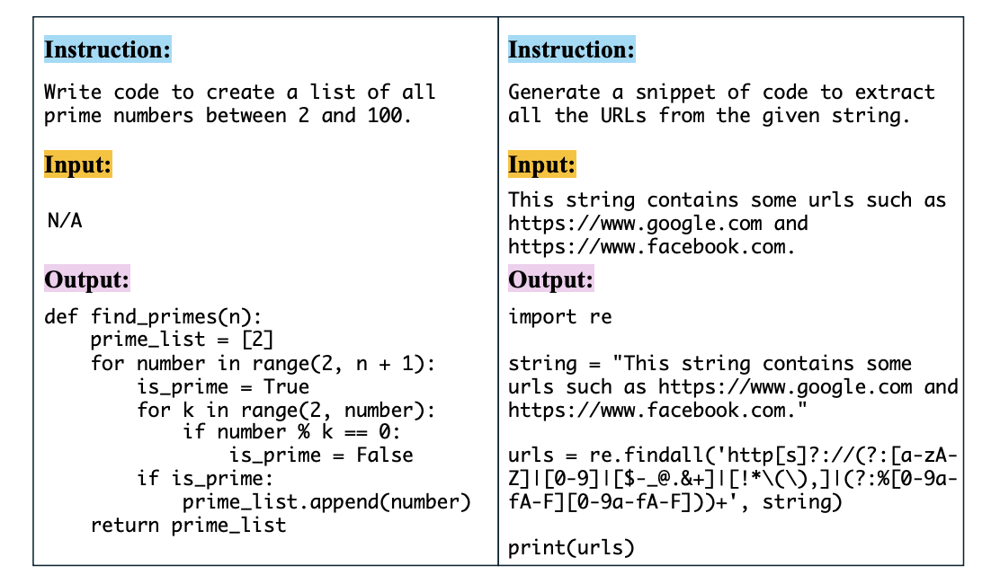 Instruction:
Write code to create a list of all
prime numbers between 2 and 100.
Input:
N/A
Output:
def find_primes(n):
    prime_list = [2]
    for number in range(2, n + 1):
        is_prime = True
        for k in range(2, number):
            if number % k == 0:
                is_prime = False
        if is_prime:
            prime_list.append(number)
    return prime_list
Instruction:
Generate a snippet of code to extract
all the URLs from the given string.
Input:
This string contains some urls such as
https://www.google.com and
https://www.facebook.com.
Output:
import re
string = "This string contains some
urls such as https://www.google.com and
https://www.facebook.com."
urls = re.findall('http[s]?://(?:[a-zA-
Z]|[0-9]|[$-_@.&+]|[!*\(\),]|(?:%[0-9a-
fA-F][0-9a-fA-F]))+', string)
print(urls)